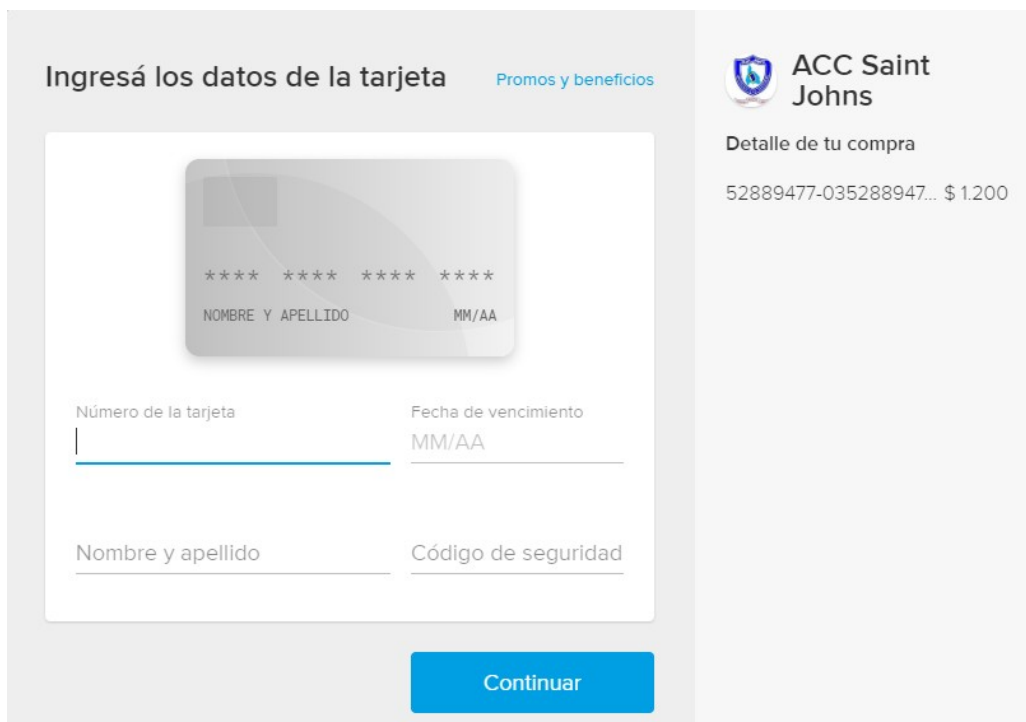 Ingresá los datos de la tarjeta
Promos y beneficios
**** **** **** ****
NOMBRE Y APELLIDO
MM/AA
Número de la tarjeta
Fecha de vencimiento
MM/AA
Nombre y apellido
Código de seguridad
Continuar
ACC Saint
Johns
Detalle de tu compra
52889477-035288947... $ 1.200